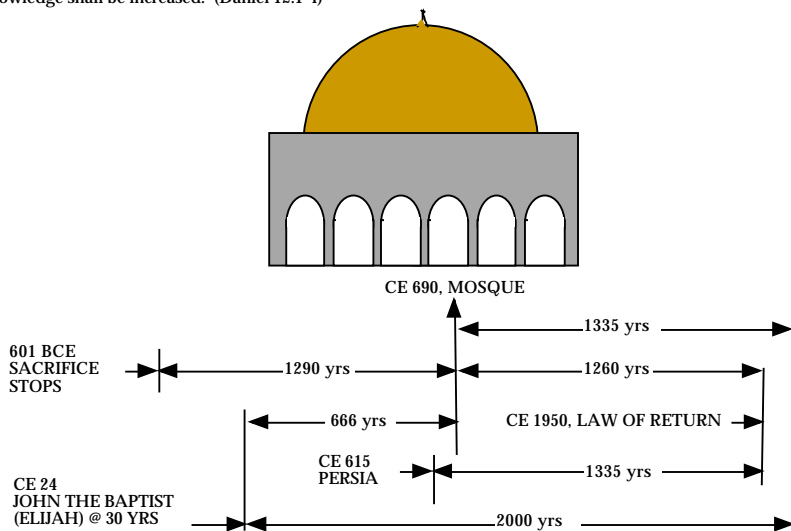 owledge shall be increased. (Daniel 12:1-4)
CE 690, MOSQUE
1335 yrs
601 BCE
SACRIFICE
STOPS
1290 yrs
1260 yrs
666 yrs
CE 1950, LAW OF RETURN
CE 615
PERSIA
1335 yrs
CE 24
JOHN THE BAPTIST
(ELIJAH) @ 30 YRS
2000 yrs